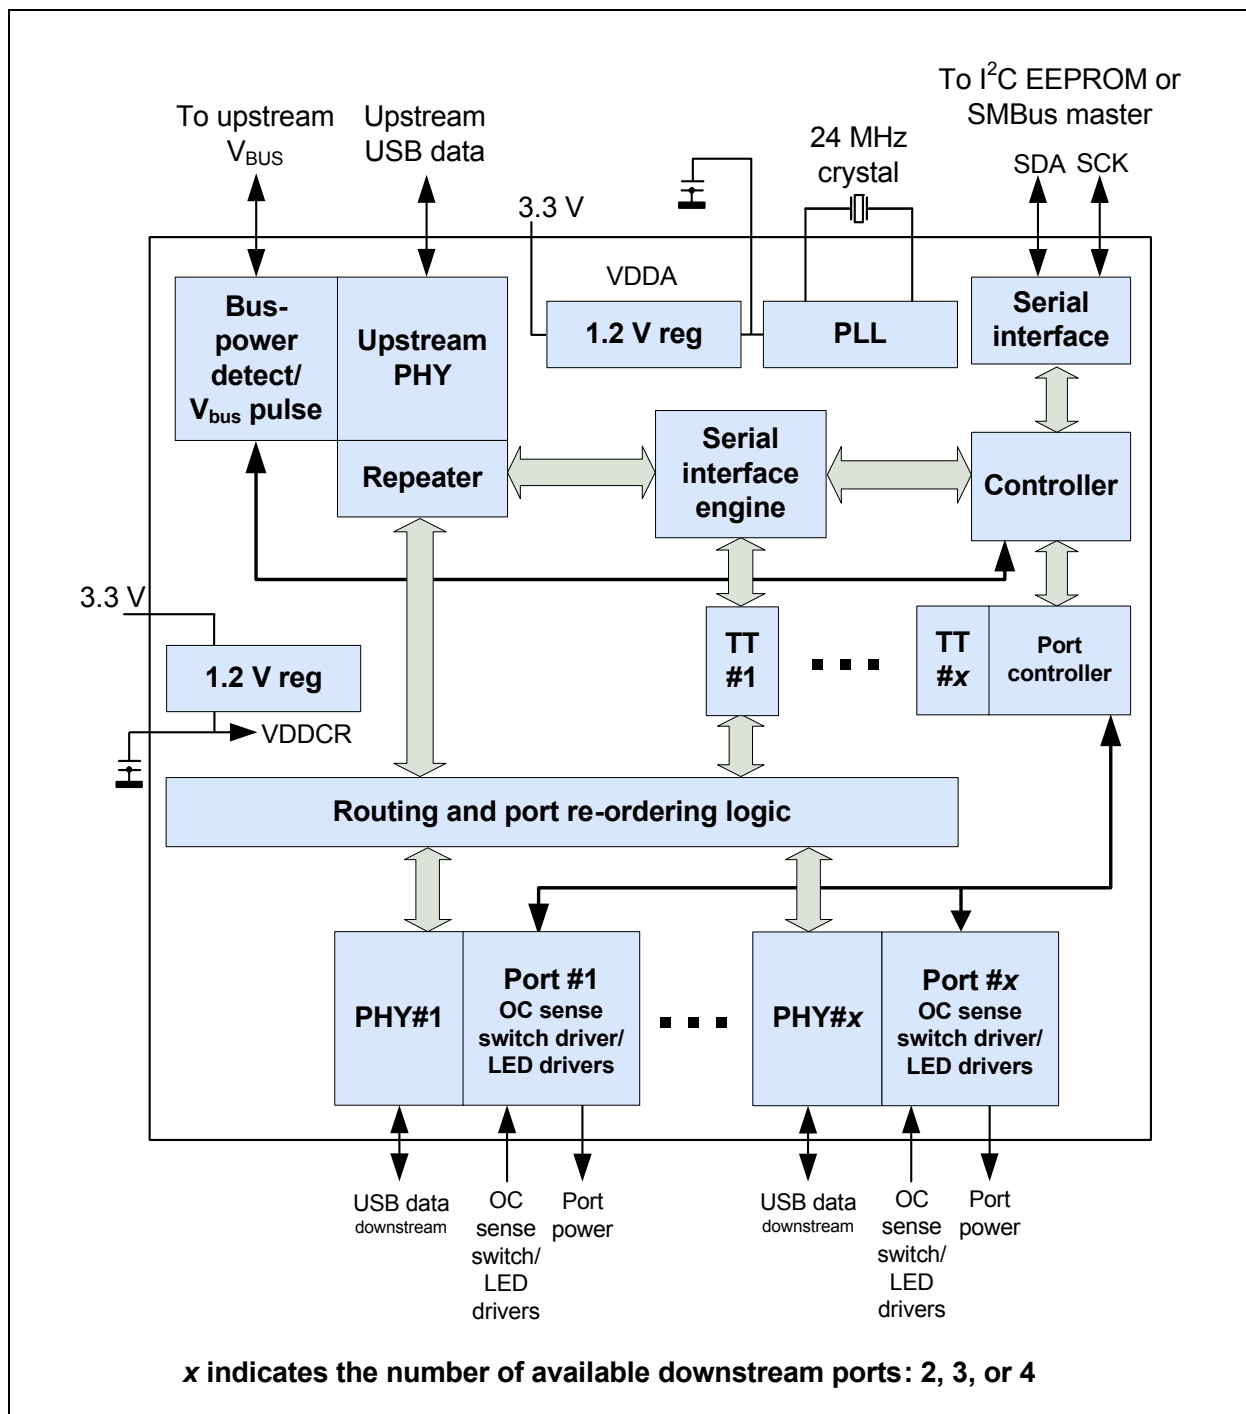 To I²C EEPROM or
SMBus master
To upstream
V_BUS
Upstream
USB data
24 MHz
crystal
SDA
SCK
3.3 V
VDDA
Bus-
power
detect/
V_bus pulse
Upstream
PHY
1.2 V reg
PLL
Serial
interface
Repeater
Serial
interface
engine
Controller
3.3 V
1.2 V reg
VDDCR
TT
#1
TT
#x
Port
controller
Routing and port re-ordering logic
PHY#1
Port #1
OC sense
switch driver/
LED drivers
PHY#x
Port #x
OC sense
switch driver/
LED drivers
USB data
downstream
OC
sense
switch/
LED
drivers
Port
power
USB data
downstream
OC
sense
switch/
LED
drivers
Port
power
x indicates the number of available downstream ports: 2, 3, or 4